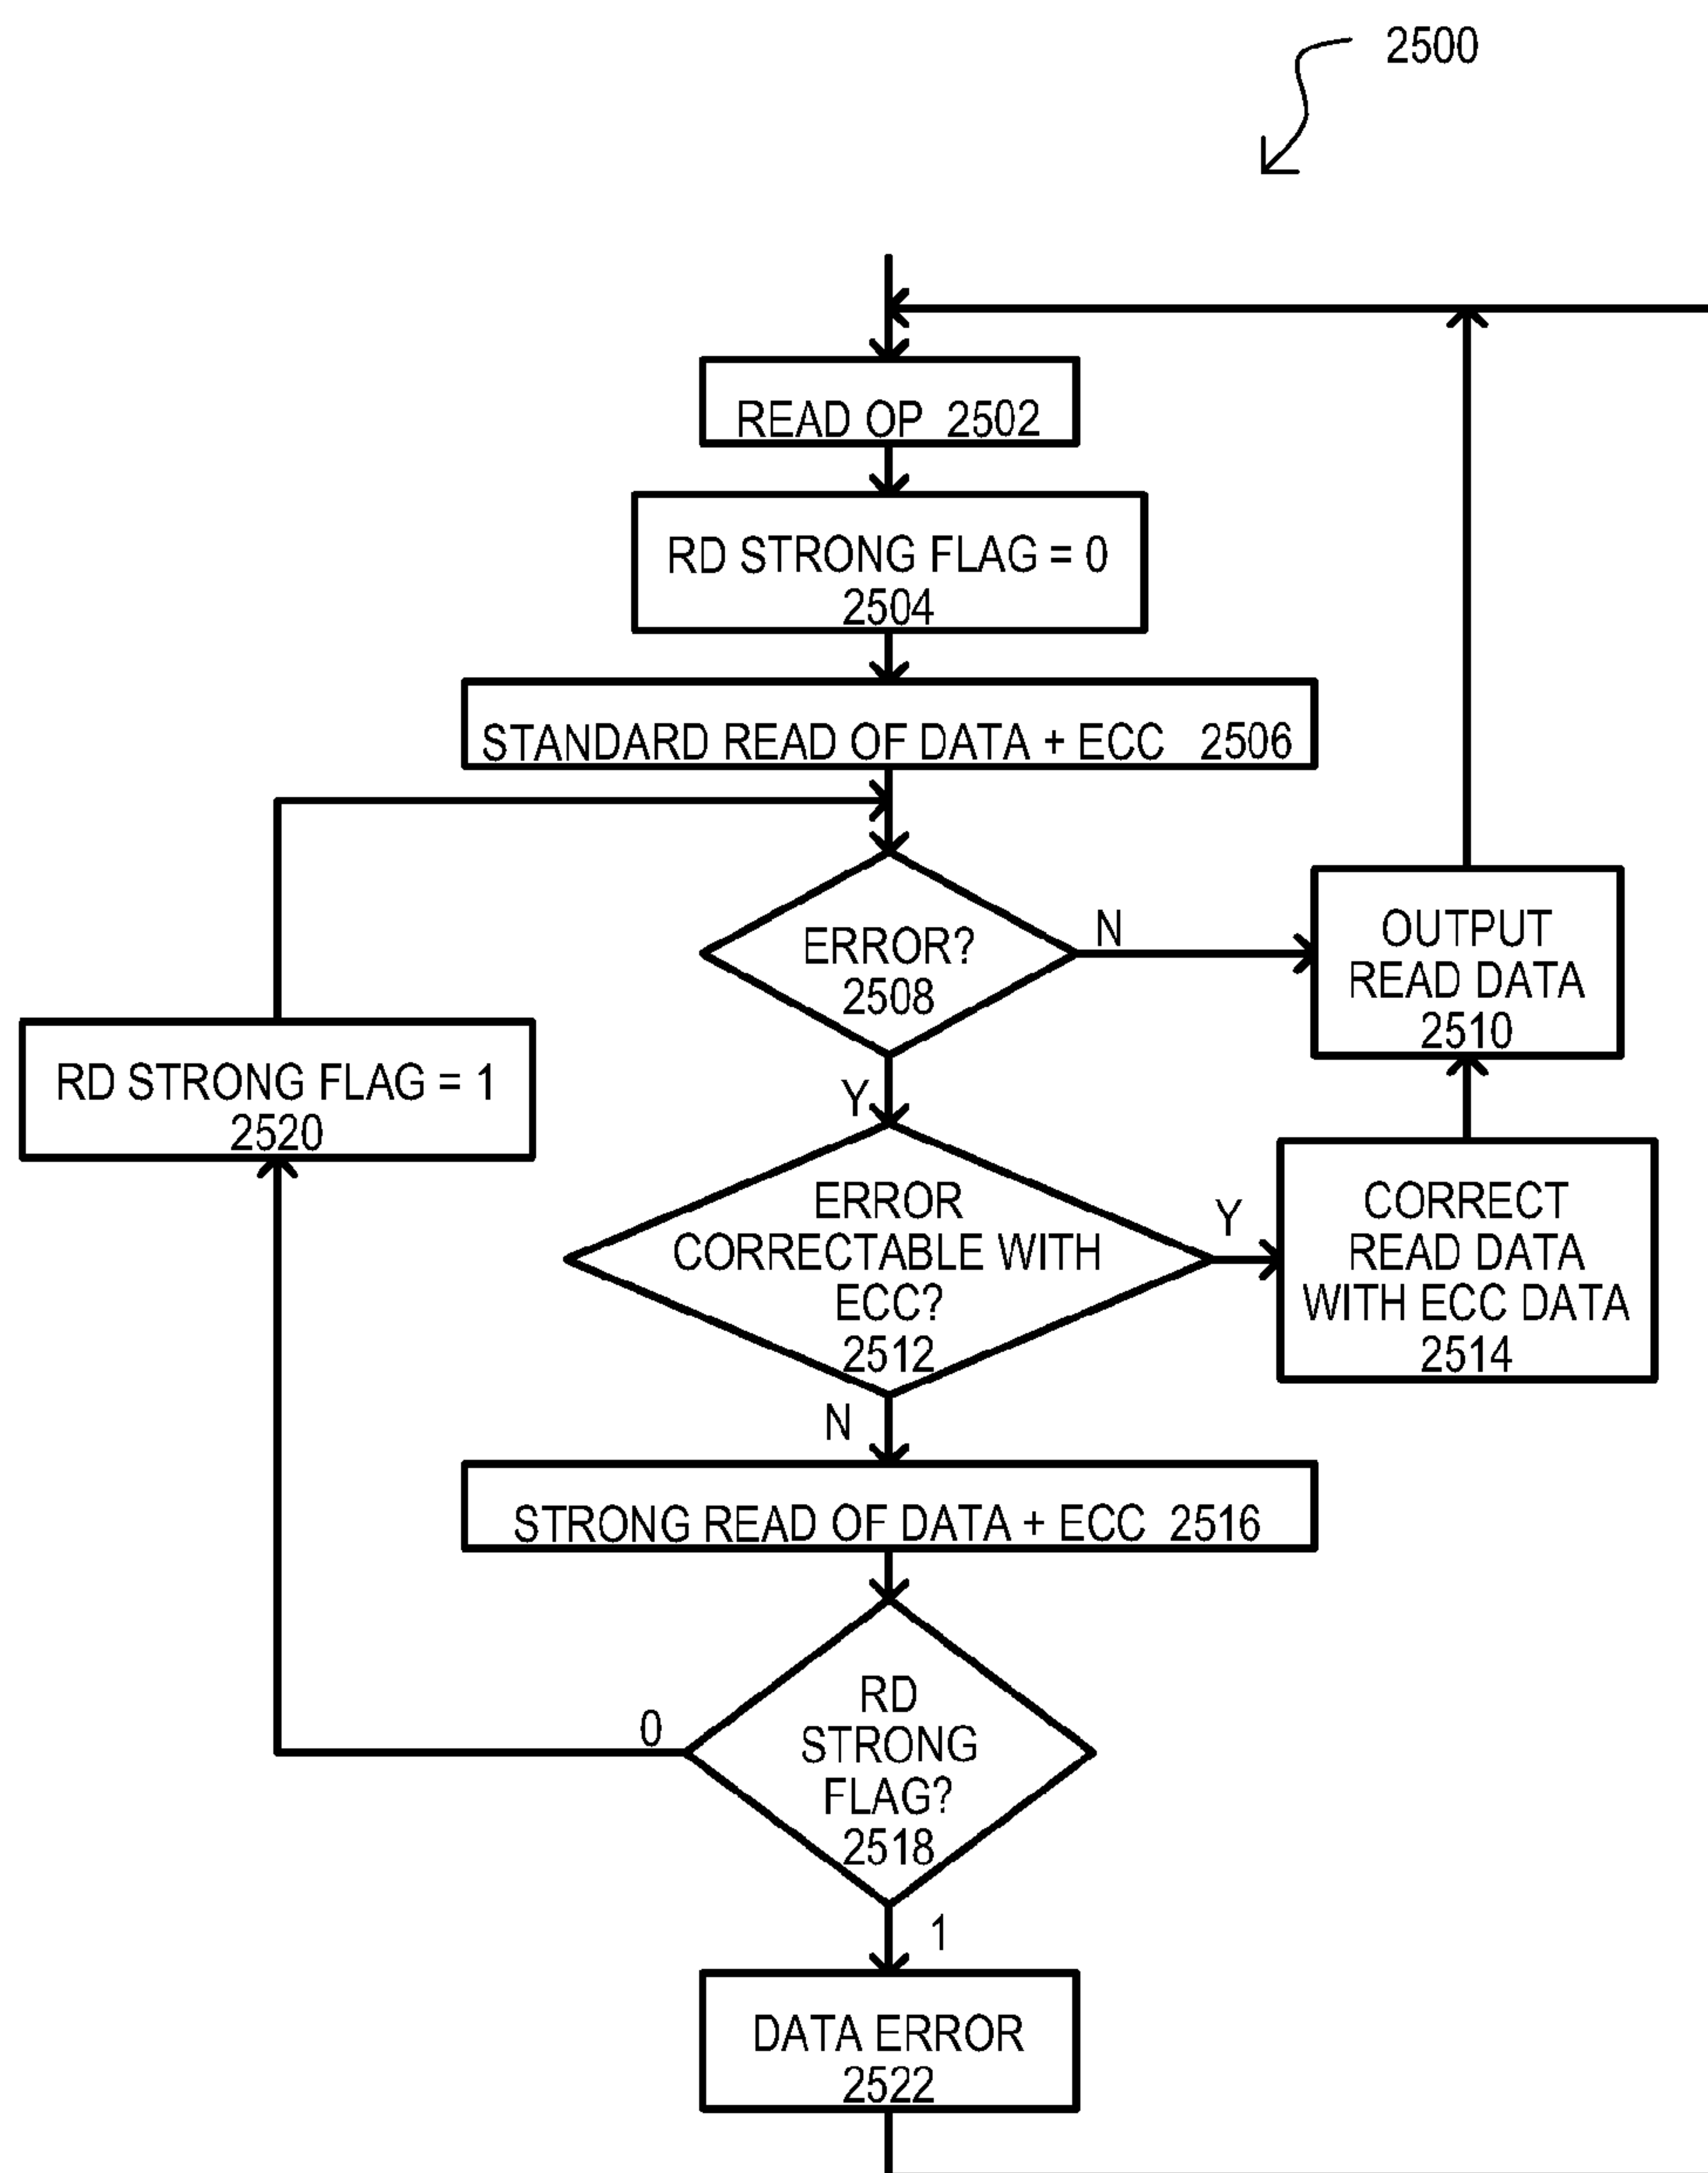 2500
READ OP 2502
RD STRONG FLAG = 0
2504
STANDARD READ OF DATA + ECC 2506
ERROR?
2508
N
OUTPUT
READ DATA
2510
Y
RD STRONG FLAG = 1
2520
ERROR
CORRECTABLE WITH
ECC?
2512
Y
CORRECT
READ DATA
WITH ECC DATA
2514
N
STRONG READ OF DATA + ECC 2516
RD
STRONG
FLAG?
2518
0
1
DATA ERROR
2522